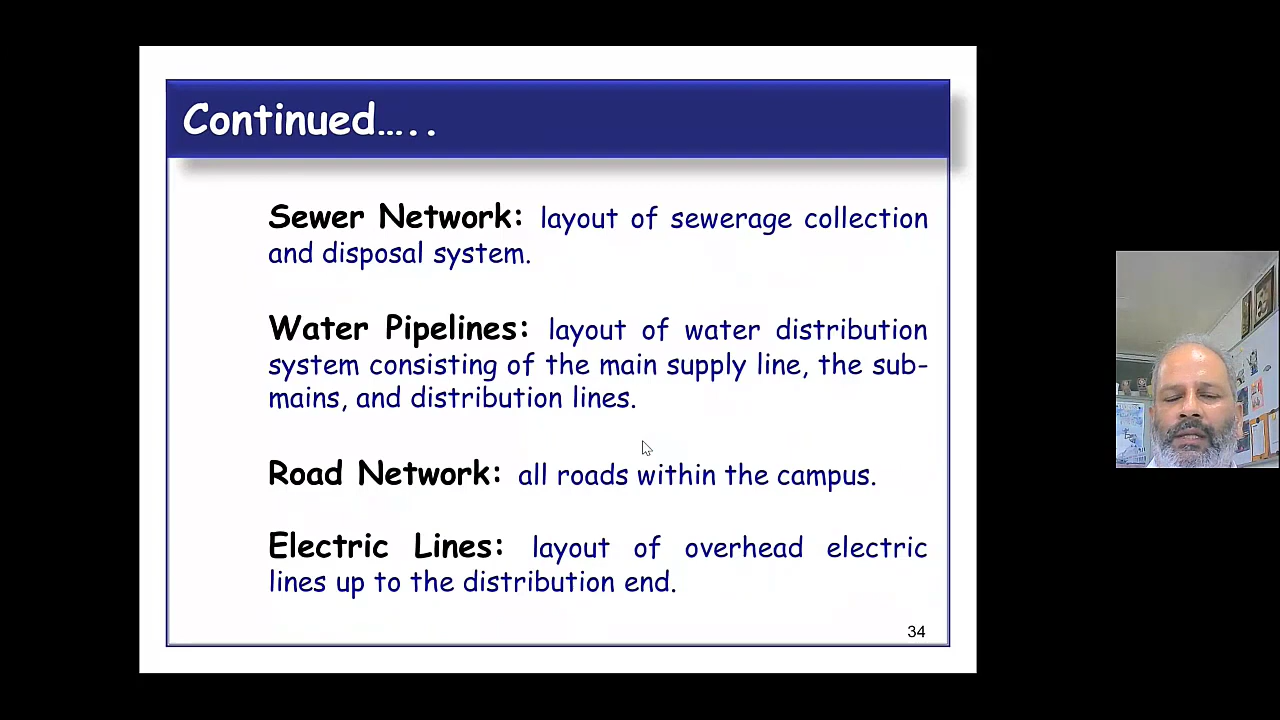 Continued.....
Sewer Network: layout of sewerage collection
and disposal system.
Water Pipelines: layout of water distribution
system consisting of the main supply line, the sub-
mains, and distribution lines.
Road Network: all roads within the campus.
Electric Lines: layout of overhead electric
lines up to the distribution end.
34